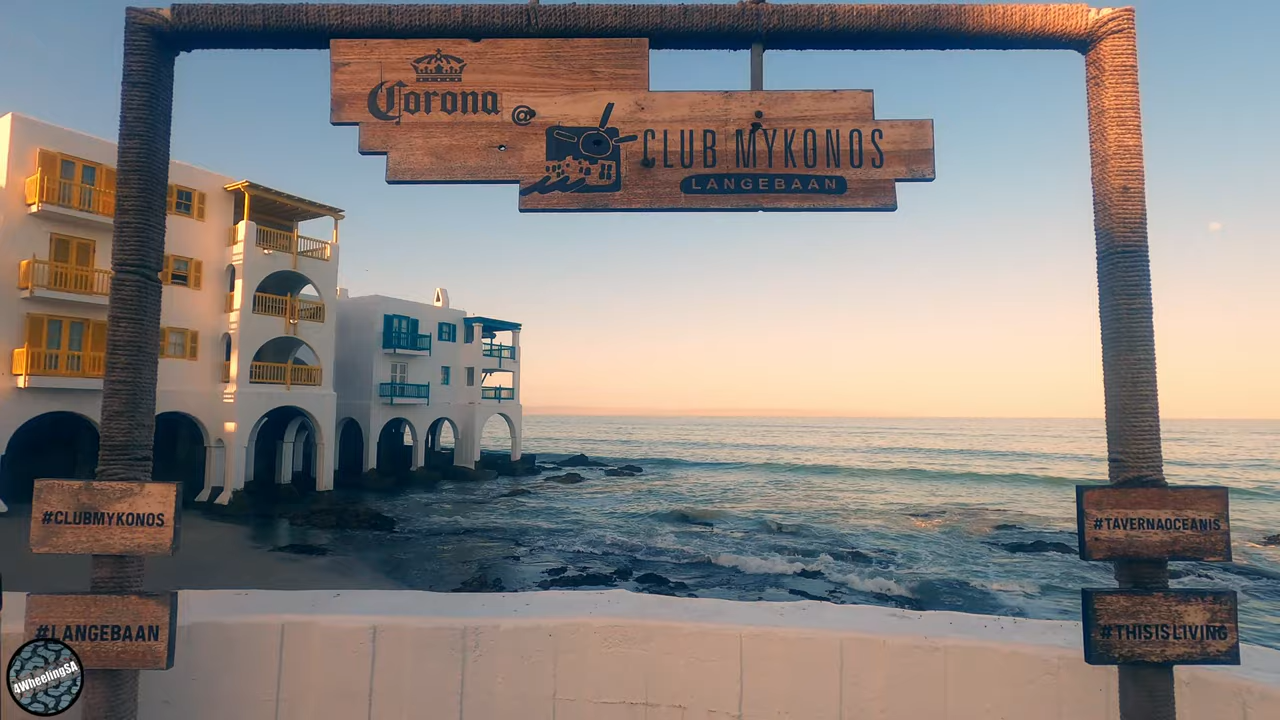 Corona
@
CLUB MYKONOS
LANGEBAAN
#CLUBMYKONOS
#LANGEBAAN
#TAVERNAOCEANIS
#THISISLIVING
4WheelingSA